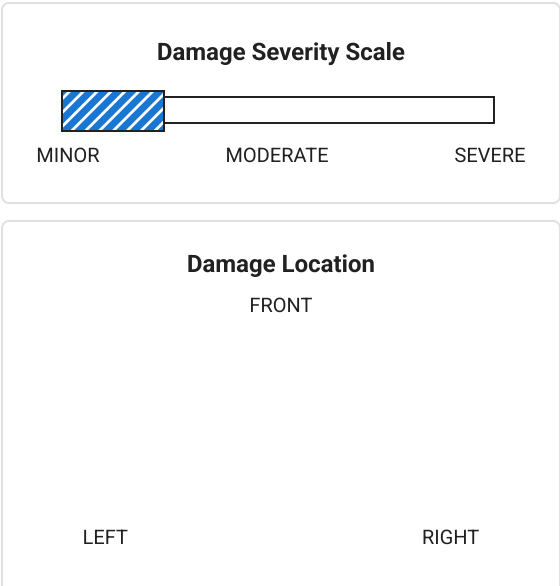 Damage Severity Scale
MINOR MODERATE SEVERE
Damage Location
FRONT
LEFT RIGHT